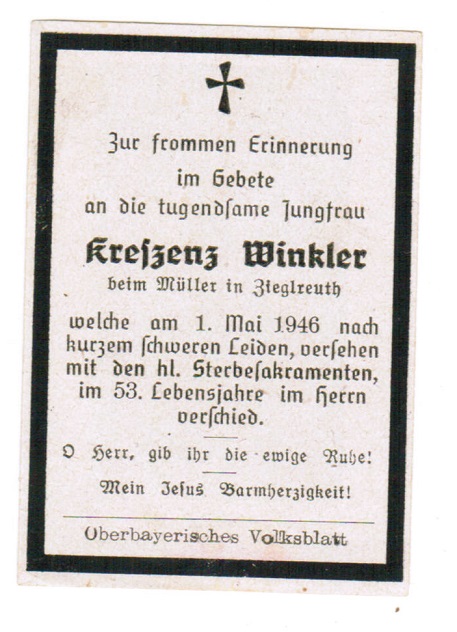 Zur frommen Erinnerung
im Gebete
an die tugendsame Jungfrau
Kreszenz Winkler
beim Müller in Zieglreuth
welche am 1. Mai 1946 nach
kurzem schweren Leiden, versehen
mit den hl. Sterbesakramenten,
im 53. Lebensjahre im Herrn
verschied.
O Herr, gib ihr die ewige Ruhe!
Mein Jesus Barmherzigkeit!
Oberbayerisches Volksblatt